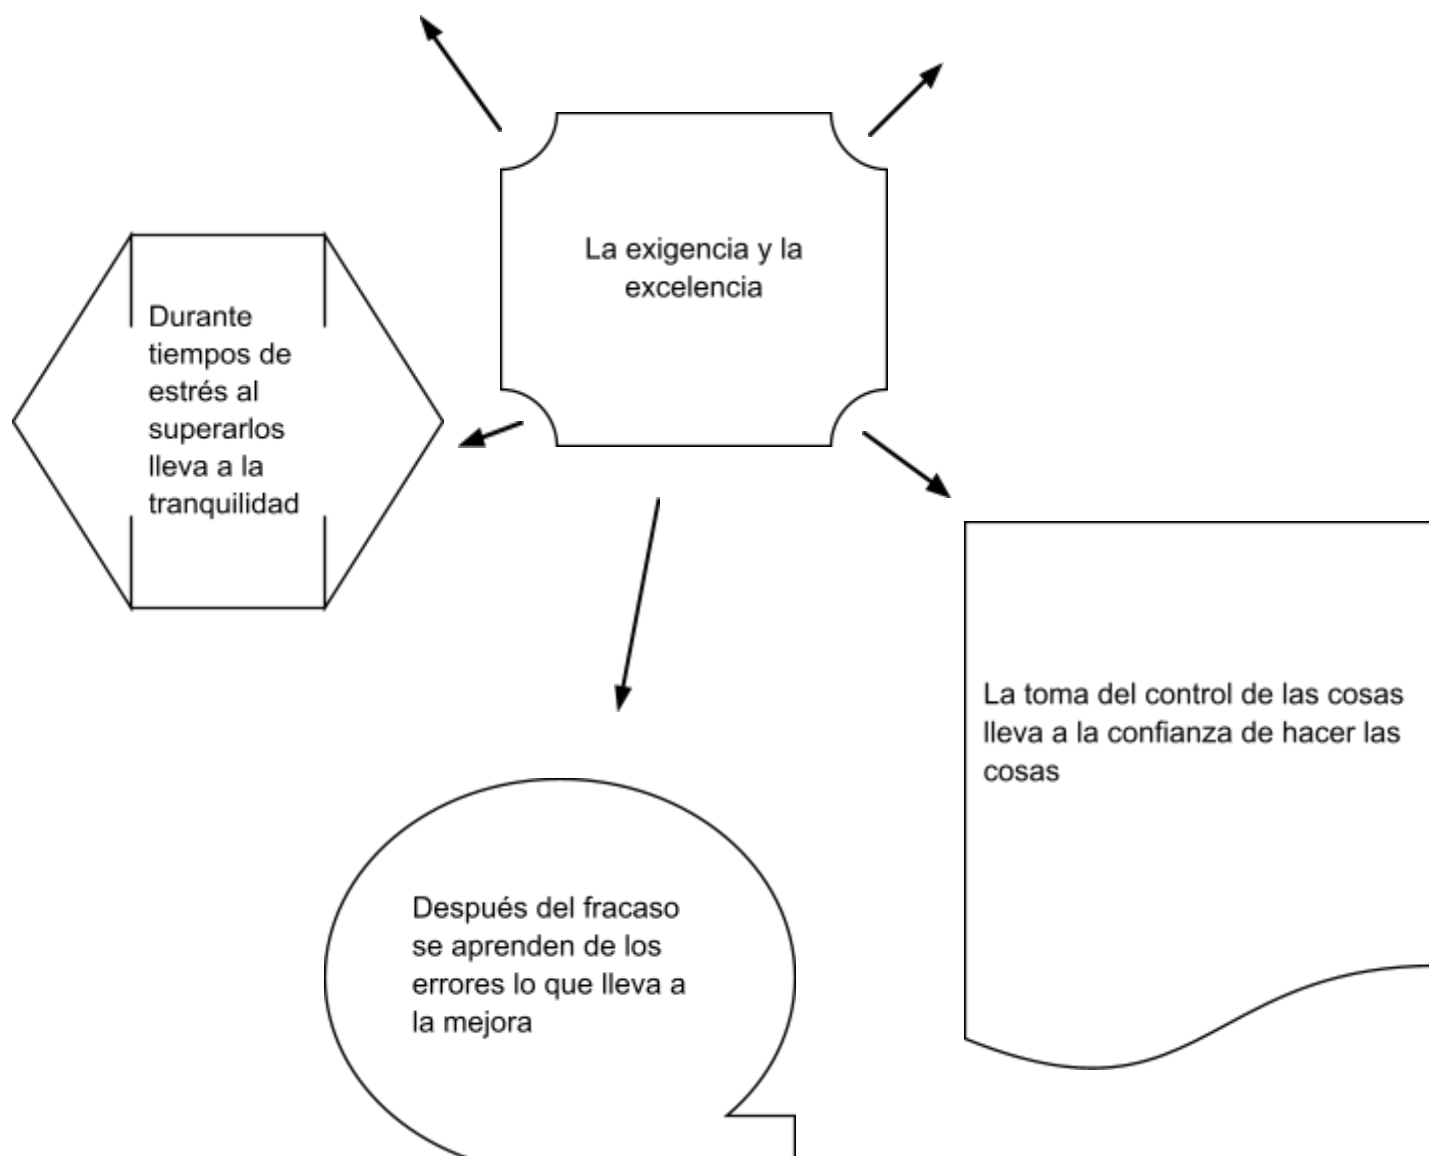 La exigencia y la
excelencia
Durante
tiempos de
estrés al
superarlos
lleva a la
tranquilidad
La toma del control de las cosas
lleva a la confianza de hacer las
cosas
Después del fracaso
se aprenden de los
errores lo que lleva a
la mejora